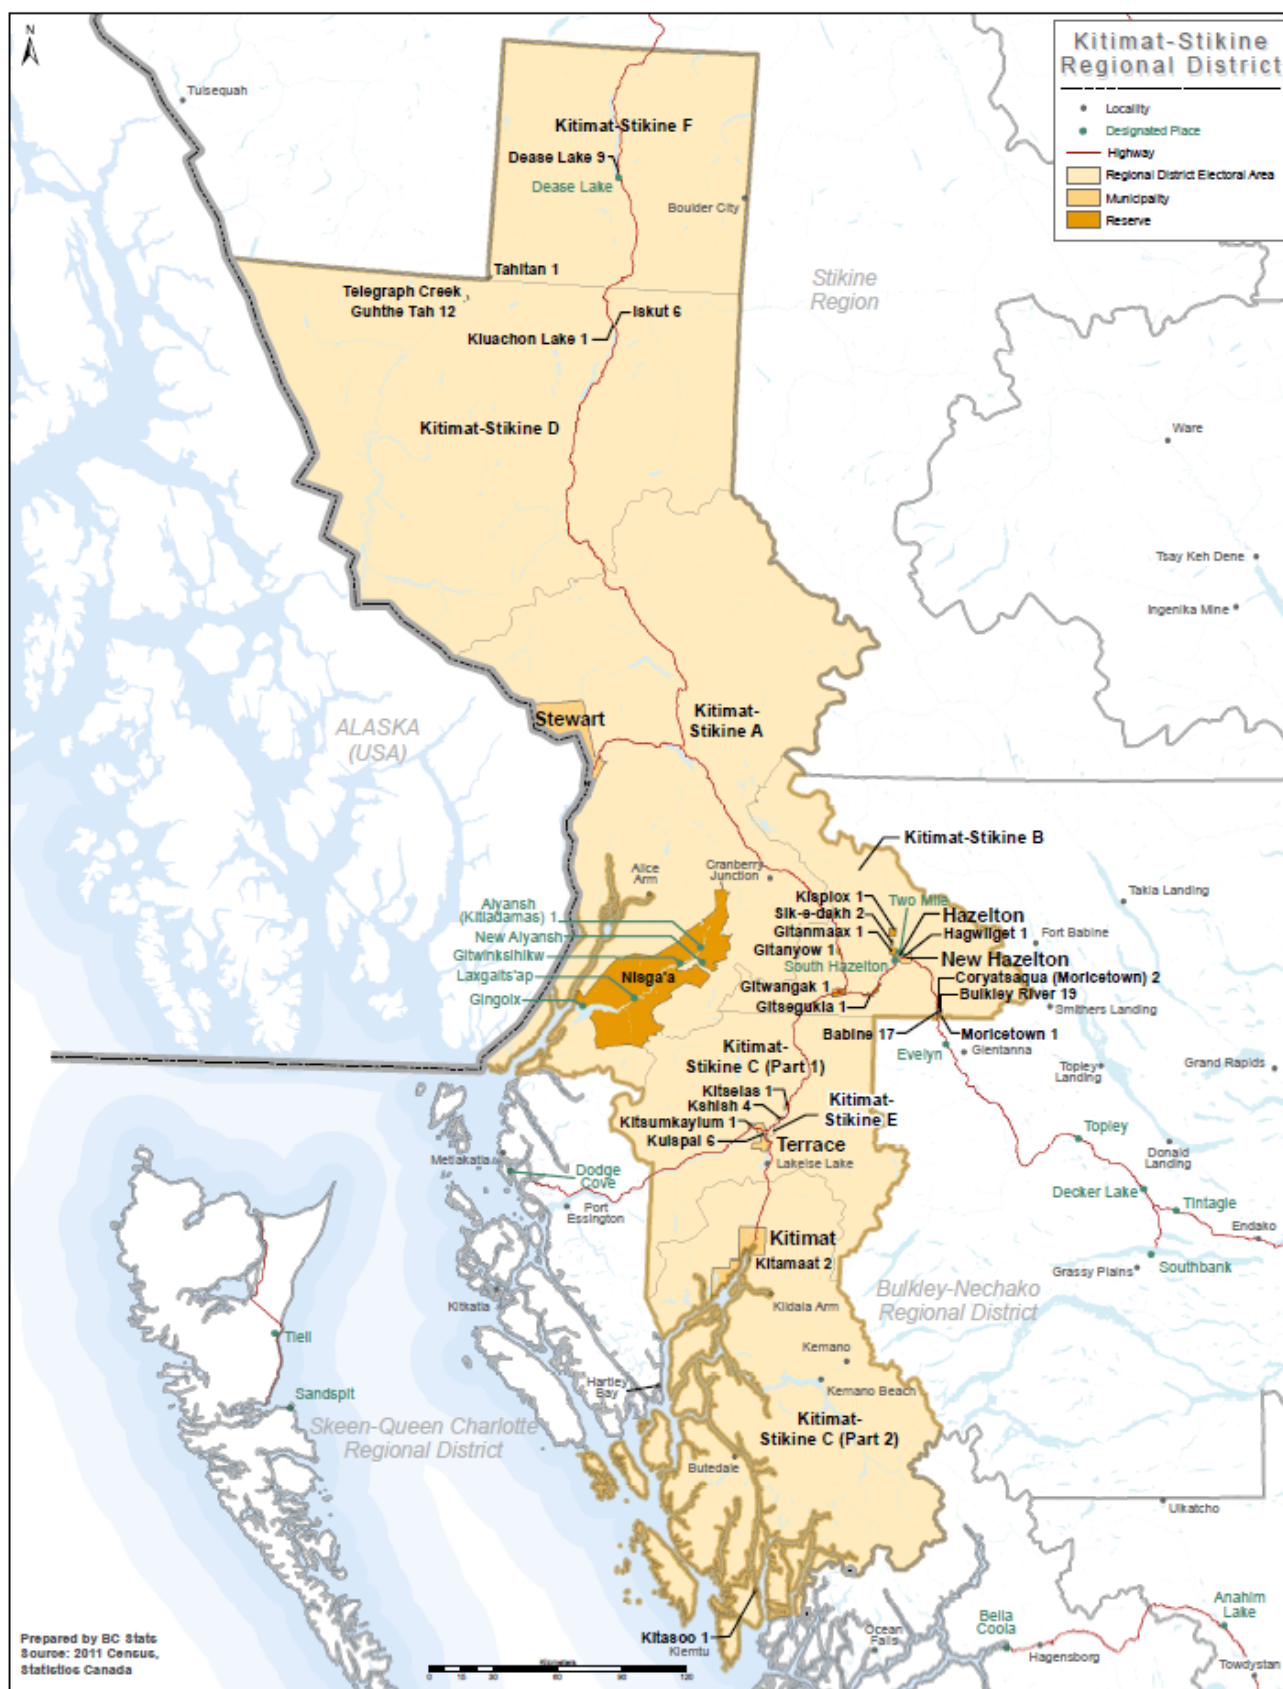 N
Kitimat-Stikine
Regional District
Locality
Designated Place
Highway
Regional District Electoral Area
Municipality
Reserve
Tulsequah
Kitimat-Stikine F
Dease Lake 9
Dease Lake
Boulder City
Tahltan 1
Telegraph Creek
Guhthe Tah 12
Iskut 6
Kluachon Lake 1
Stikine
Region
Kitimat-Stikine D
Ware
Tsay Keh Dene
Ingenika Mine
ALASKA
(USA)
Stewart
Kitimat-
Stikine A
Kitimat-Stikine B
Alice
Arm
Cranberry
Junction
Takla Landing
Aiyansh
(Kitladamas) 1
New Aiyansh
Gitwinksihlkw
Laxgalts'ap
Gingolx
Nisga'a
Kispiox 1
Sik-e-dakh 2
Gitanmaax 1
Gitanyow 1
Two Mile
Hazelton
Hagwilget 1
Fort Babine
South Hazelton
New Hazelton
Gitwangak 1
Gitsegukla 1
Coryatsaqua (Moricetown) 2
Bulkley River 19
Smithers Landing
Babine 17
Moricetown 1
Evelyn
Glentanna
Topley
Landing
Grand Rapids
Kitimat-
Stikine C (Part 1)
Kitselas 1
Kshish 4
Kitsumkaylum 1
Kulspai 6
Kitimat-
Stikine E
Terrace
Lakelse Lake
Topley
Donald
Landing
Metlakatla
Dodge
Cove
Port
Essington
Decker Lake
Tintagle
Endako
Kitimat
Kitamaat 2
Grassy Plains
Southbank
Bulkley-Nechako
Regional District
Kitkatla
Kildala Arm
Tlell
Kemano
Hartley
Bay
Kemano Beach
Sandspit
Skeen-Queen Charlotte
Regional District
Kitimat-
Stikine C (Part 2)
Butedale
Ulkatcho
Kitasoo 1
Klemtu
Ocean
Falls
Bella
Coola
Hagensborg
Anahim
Lake
Towdystan
Prepared by BC Stats
Source: 2011 Census,
Statistics Canada
Kilometres
0 15 30 60 90 120